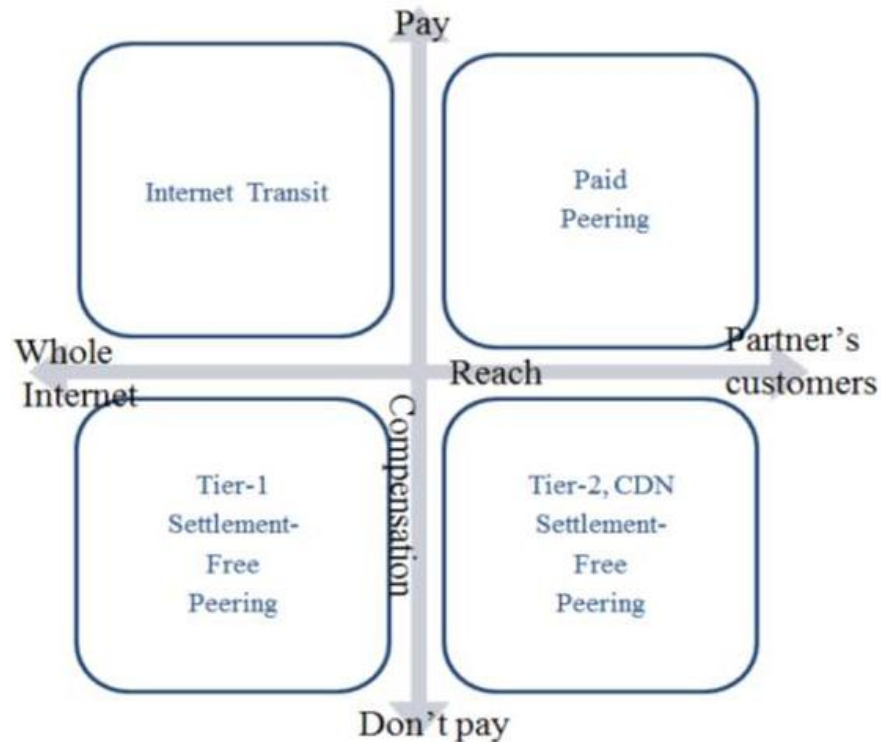 Pay
Internet Transit
Paid
Peering
Whole
Internet
Reach
Partner's
customers
Compensation
Tier-1
Settlement-
Free
Peering
Tier-2, CDN
Settlement-
Free
Peering
Don't pay